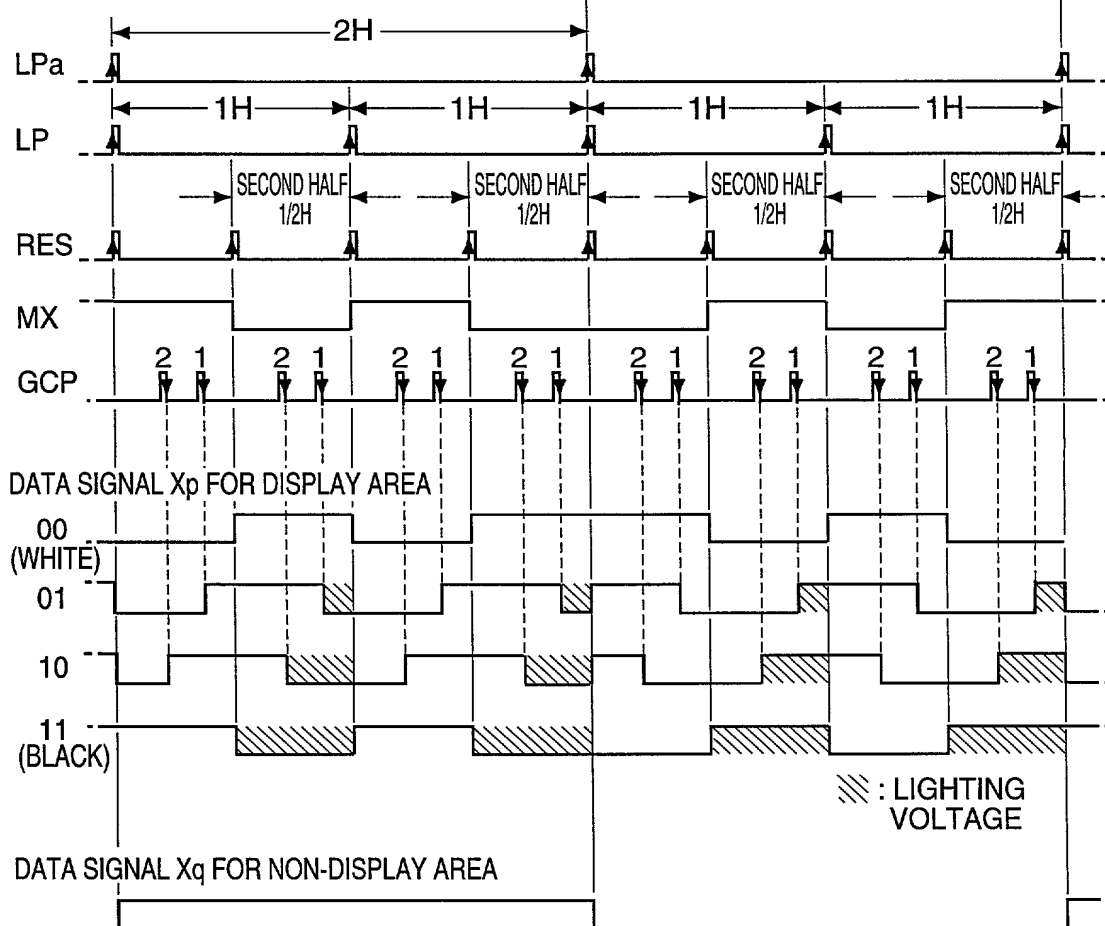 2H
LPa
1H 1H 1H 1H
LP
SECOND HALF 1/2H SECOND HALF 1/2H SECOND HALF 1/2H SECOND HALF 1/2H
RES
MX
2 1 2 1 2 1 2 1 2 1 2 1 2 1 2 1
GCP
DATA SIGNAL Xp FOR DISPLAY AREA
00
(WHITE)
01
10
11
(BLACK)
: LIGHTING
VOLTAGE
DATA SIGNAL Xq FOR NON-DISPLAY AREA